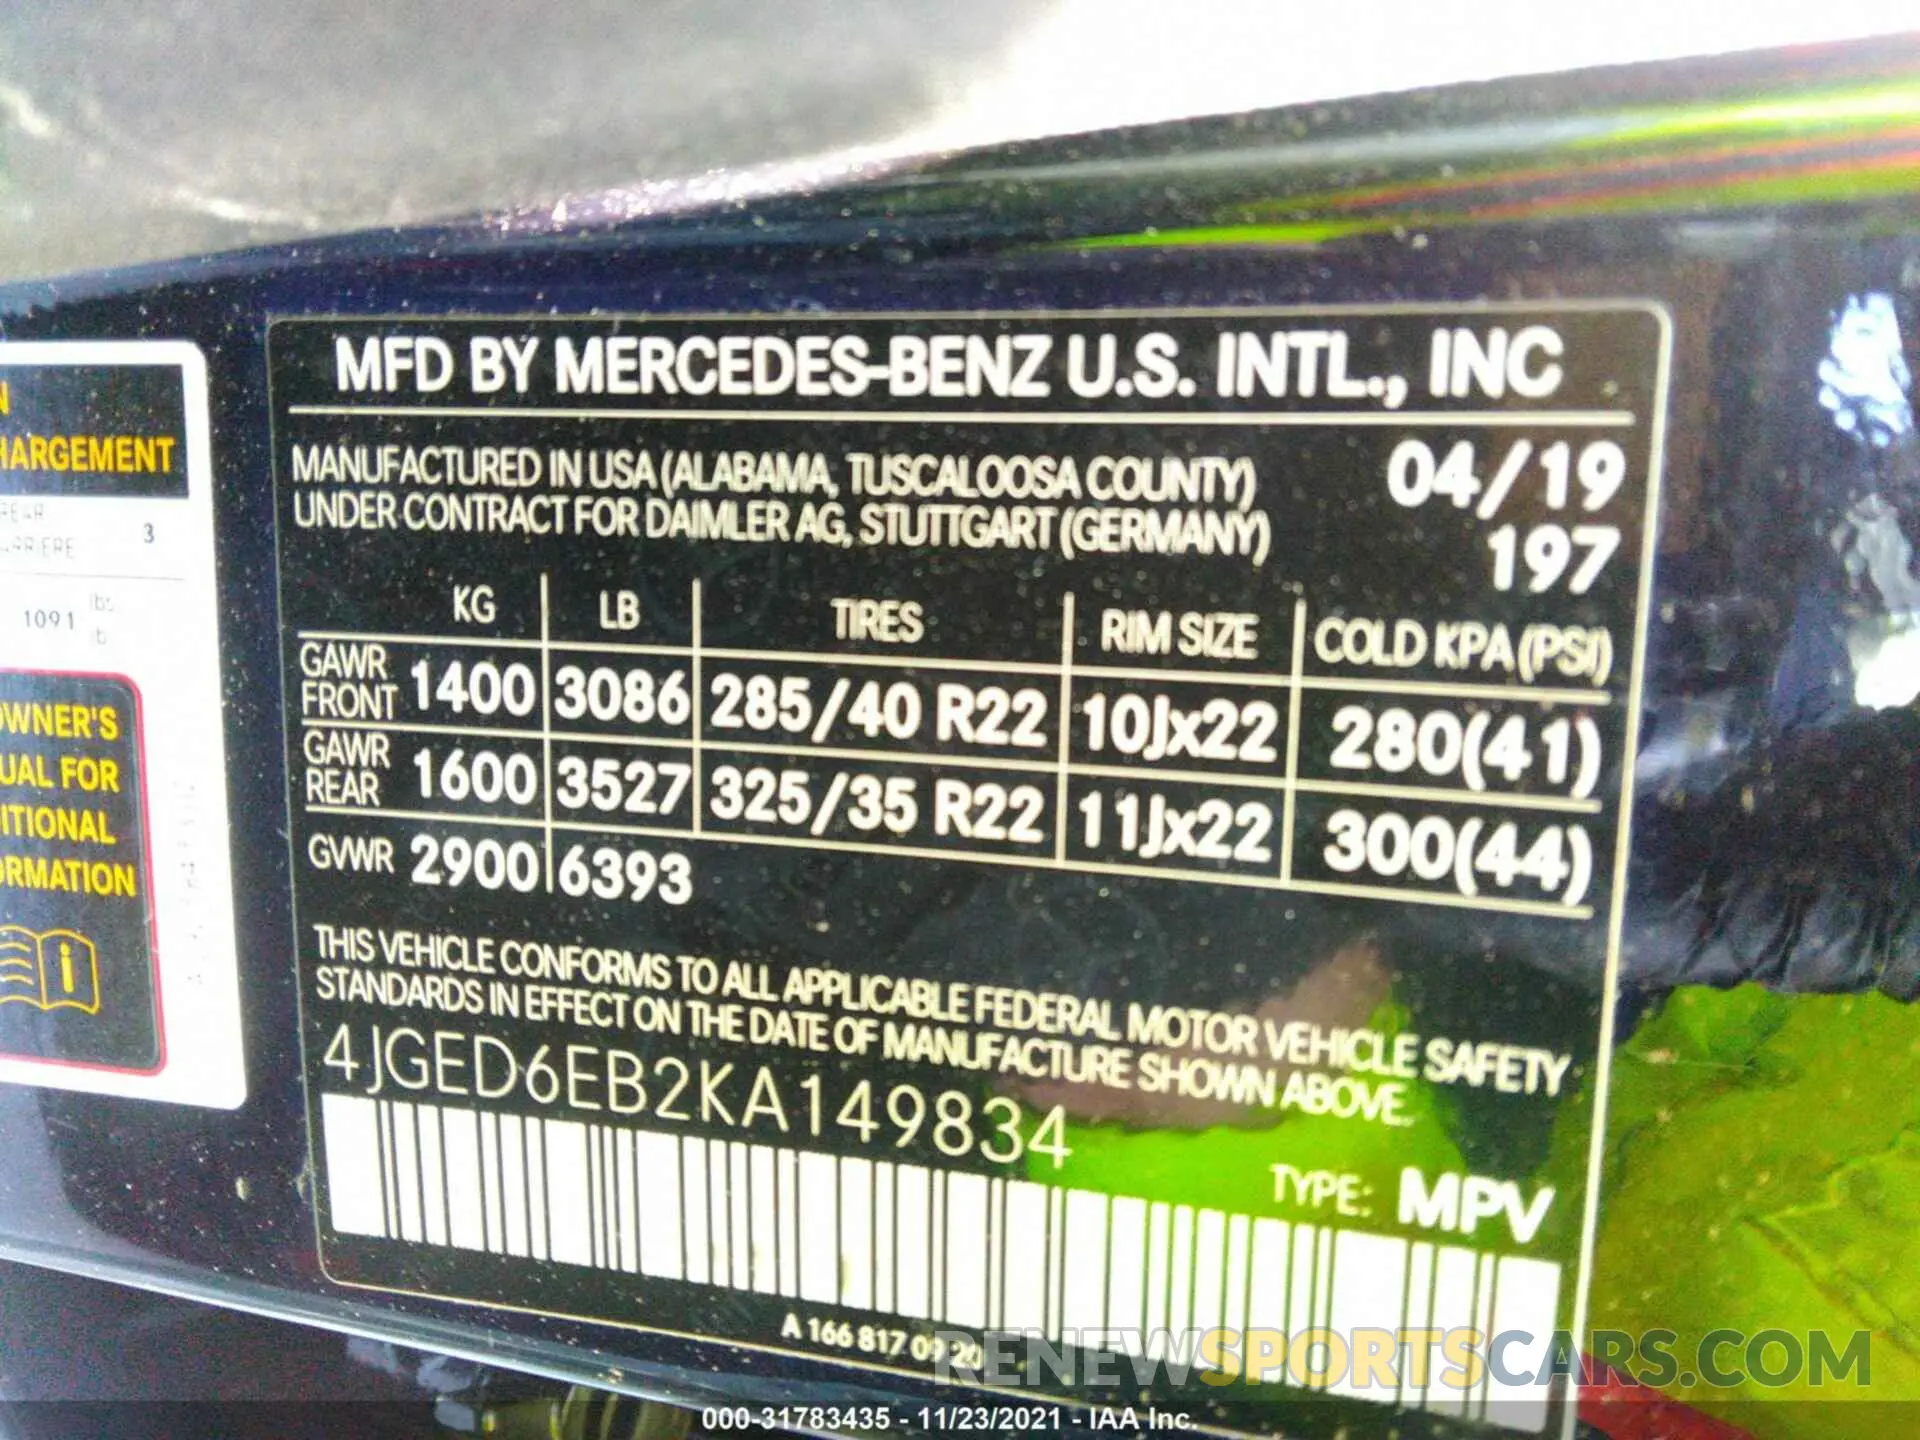 MFD BY MERCEDES-BENZ U.S. INTL., INC
MANUFACTURED IN USA (ALABAMA, TUSCALOOSA COUNTY) 04/19
UNDER CONTRACT FOR DAIMLER AG, STUTTGART (GERMANY) 197
KG LB TIRES RIM SIZE COLD KPA (PSI)
GAWR FRONT 1400 3086 285/40 R22 10Jx22 280(41)
GAWR REAR 1600 3527 325/35 R22 11Jx22 300(44)
GVWR 2900 6393
THIS VEHICLE CONFORMS TO ALL APPLICABLE FEDERAL MOTOR VEHICLE SAFETY
STANDARDS IN EFFECT ON THE DATE OF MANUFACTURE SHOWN ABOVE.
4JGED6EB2KA149834
TYPE: MPV
A 166 817 09 20
HARGEMENT
3
1091 lbs
OWNER'S
UAL FOR
ITIONAL
ORMATION
i
RENEWSPORTSCARS.COM
000-31783435 - 11/23/2021 - IAA Inc.